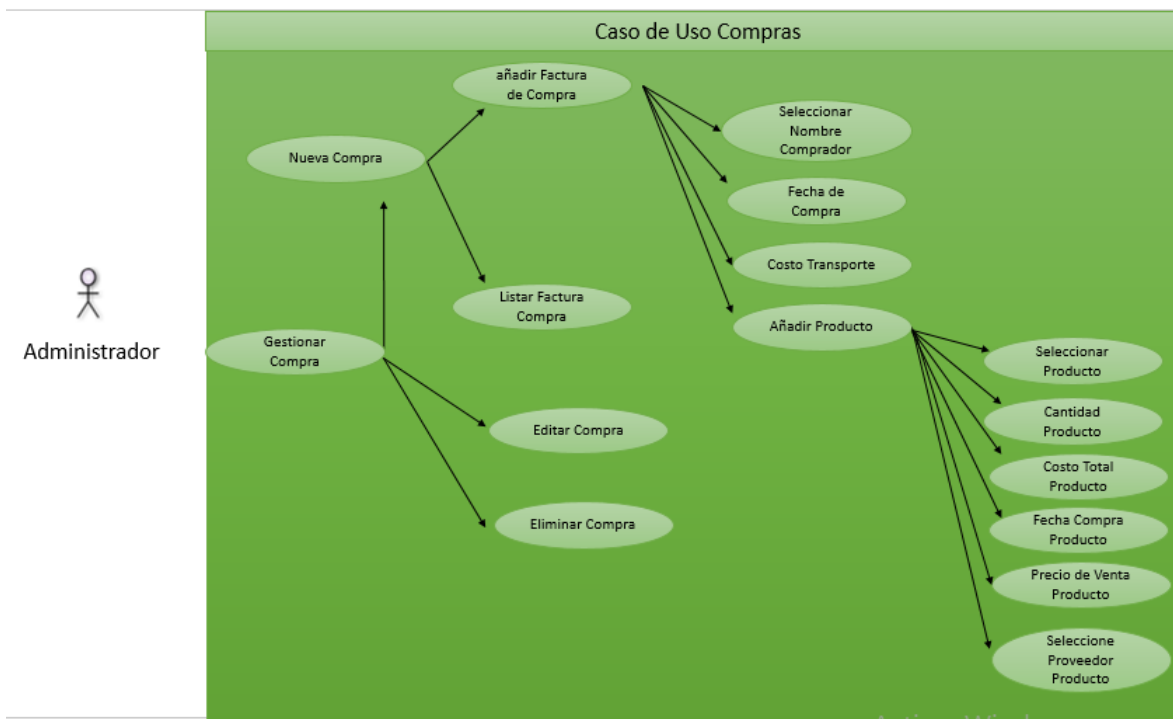 Caso de Uso Compras
añadir Factura
de Compra
Seleccionar
Nombre
Comprador
Nueva Compra
Fecha de
Compra
Costo Transporte
Listar Factura
Compra
Añadir Producto
Administrador
Gestionar
Compra
Seleccionar
Producto
Cantidad
Producto
Editar Compra
Costo Total
Producto
Eliminar Compra
Fecha Compra
Producto
Precio de Venta
Producto
Seleccione
Proveedor
Producto